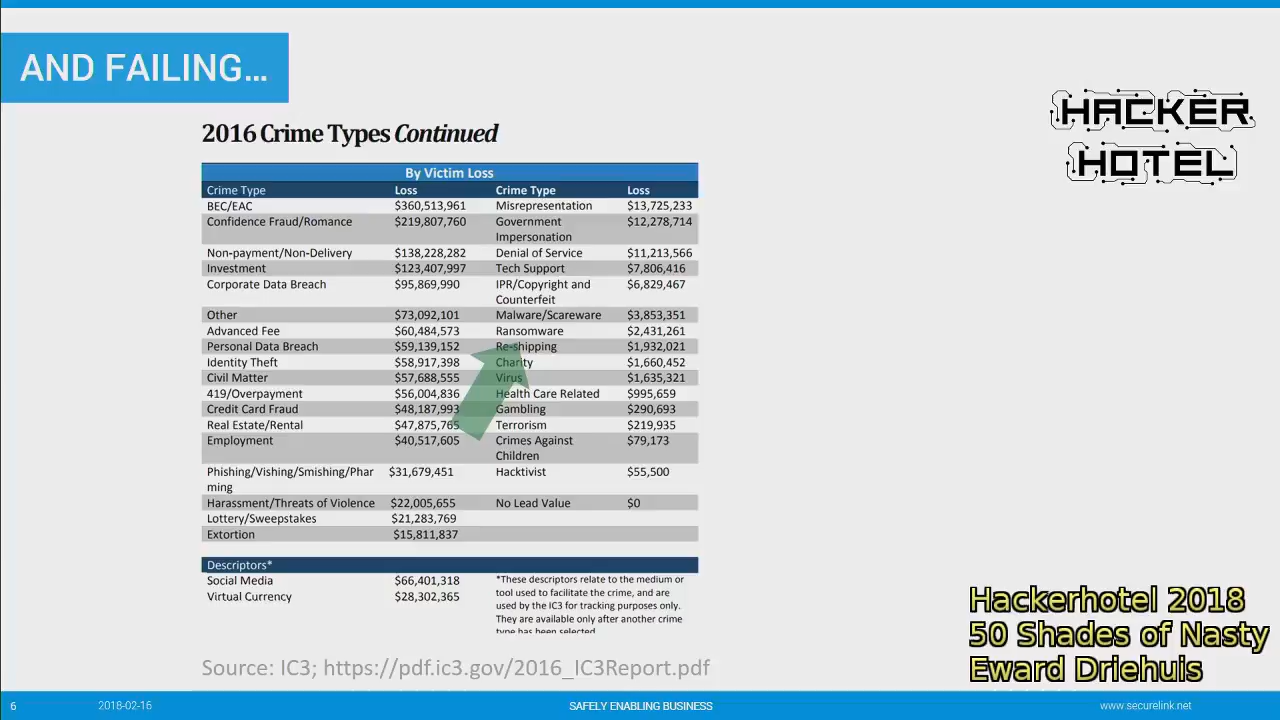 AND FAILING…
HACKER
HOTEL
2016 Crime Types Continued
By Victim Loss
Crime Type Loss Crime Type Loss
BEC/EAC $360,513,961 Misrepresentation $13,725,233
Confidence Fraud/Romance $219,807,760 Government $12,278,714
Impersonation
Non-payment/Non-Delivery $138,228,282 Denial of Service $11,213,566
Investment $123,407,997 Tech Support $7,806,416
Corporate Data Breach $95,869,990 IPR/Copyright and $6,829,467
Counterfeit
Other $73,092,101 Malware/Scareware $3,853,351
Advanced Fee $60,484,573 Ransomware $2,431,261
Personal Data Breach $59,139,152 Re-shipping $1,932,021
Identity Theft $58,917,398 Charity $1,660,452
Civil Matter $57,688,555 Virus $1,635,321
419/Overpayment $56,004,836 Health Care Related $995,659
Credit Card Fraud $48,187,993 Gambling $290,693
Real Estate/Rental $47,875,765 Terrorism $219,935
Employment $40,517,605 Crimes Against $79,173
Children
Phishing/Vishing/Smishing/Phar $31,679,451 Hacktivist $55,500
ming
Harassment/Threats of Violence $22,005,655 No Lead Value $0
Lottery/Sweepstakes $21,283,769
Extortion $15,811,837
Descriptors*
Social Media $66,401,318 *These descriptors relate to the medium or
tool used to facilitate the crime, and are
Virtual Currency $28,302,365 used by the IC3 for tracking purposes only.
They are available only after another crime
type has been selected
Source: IC3; https://pdf.ic3.gov/2016_IC3Report.pdf
Hackerhotel 2018
50 Shades of Nasty
Eward Driehuis
6 2018-02-16 SAFELY ENABLING BUSINESS www.securelink.net